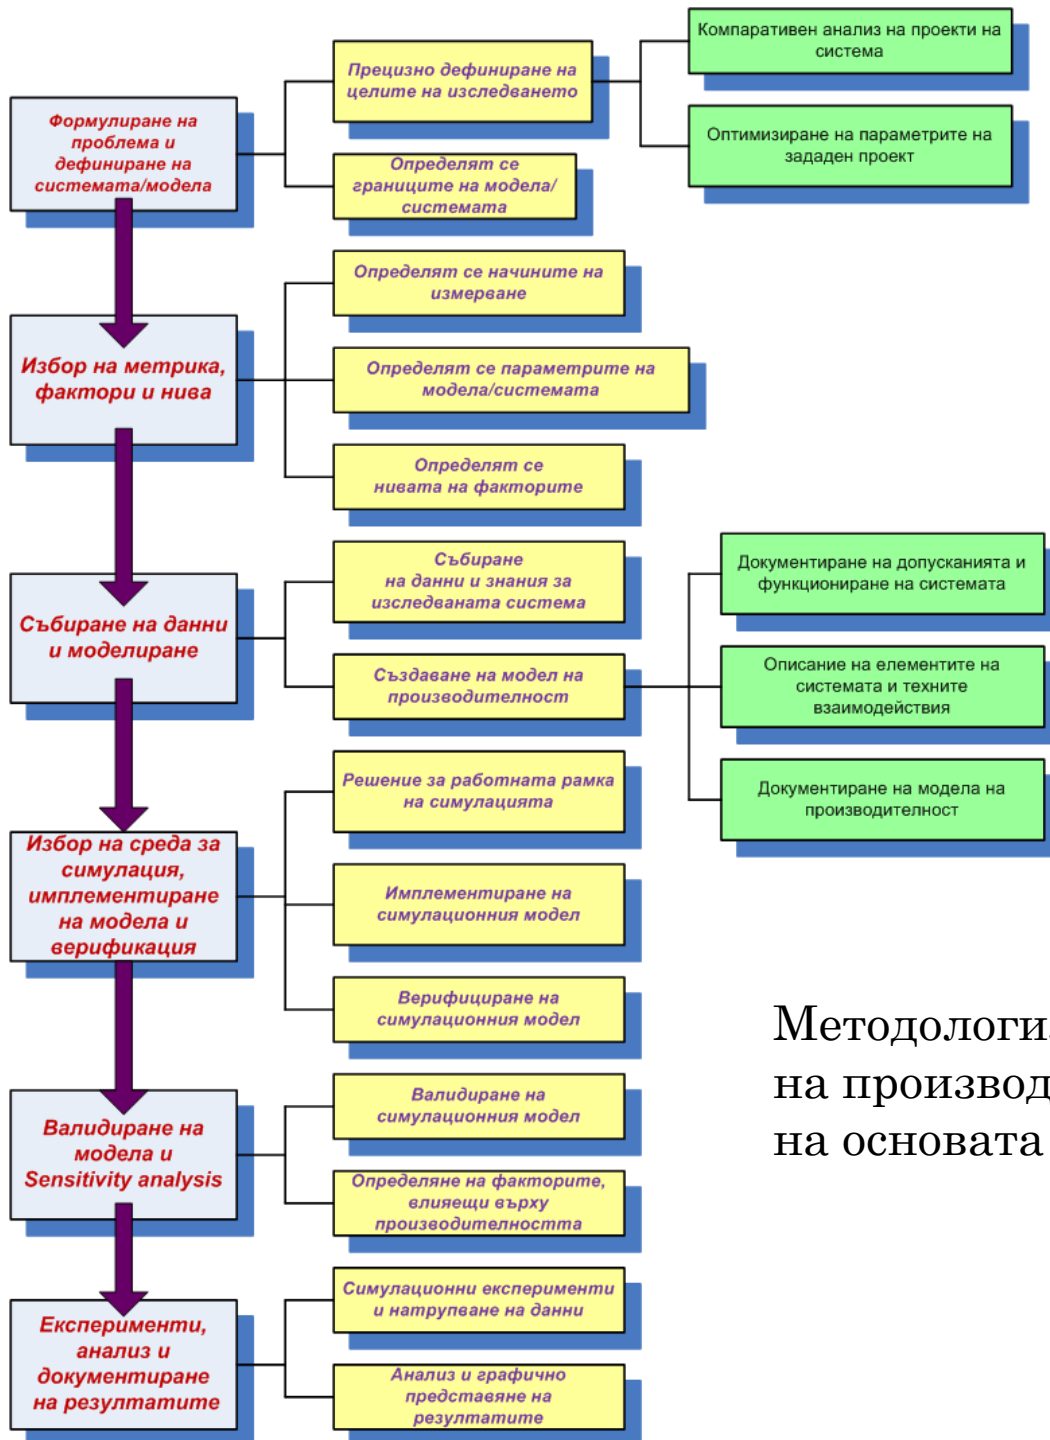 Формулиране на
проблема и
дефиниране на
системата/модела
Прецизно дефиниране на
целите на изследването
Компаративен анализ на проекти на
система
Оптимизиране на параметрите на
зададен проект
Определят се
границите на модела/
системата
Избор на метрика,
фактори и нива
Определят се начините на
измерване
Определят се параметрите на
модела/системата
Определят се
нивата на факторите
Събиране на данни
и моделиране
Събиране
на данни и знания за
изследваната система
Създаване на модел на
производителност
Документиране на допусканията и
функциониране на системата
Описание на елементите на
системата и техните
взаимодействия
Документиране на модела на
производителност
Избор на среда за
симулация,
имплементиране
на модела и
верификация
Решение за работната рамка
на симулацията
Имплементиране на
симулационния модел
Верифициране на
симулационния модел
Валидиране на
модела и
Sensitivity analysis
Валидиране на
симулационния модел
Определяне на факторите,
влияещи върху
производителността
Експерименти,
анализ и
документиране
на резултатите
Симулационни експерименти
и натрупване на данни
Анализ и графично
представяне на
резултатите
Методологи
на производ
на основата